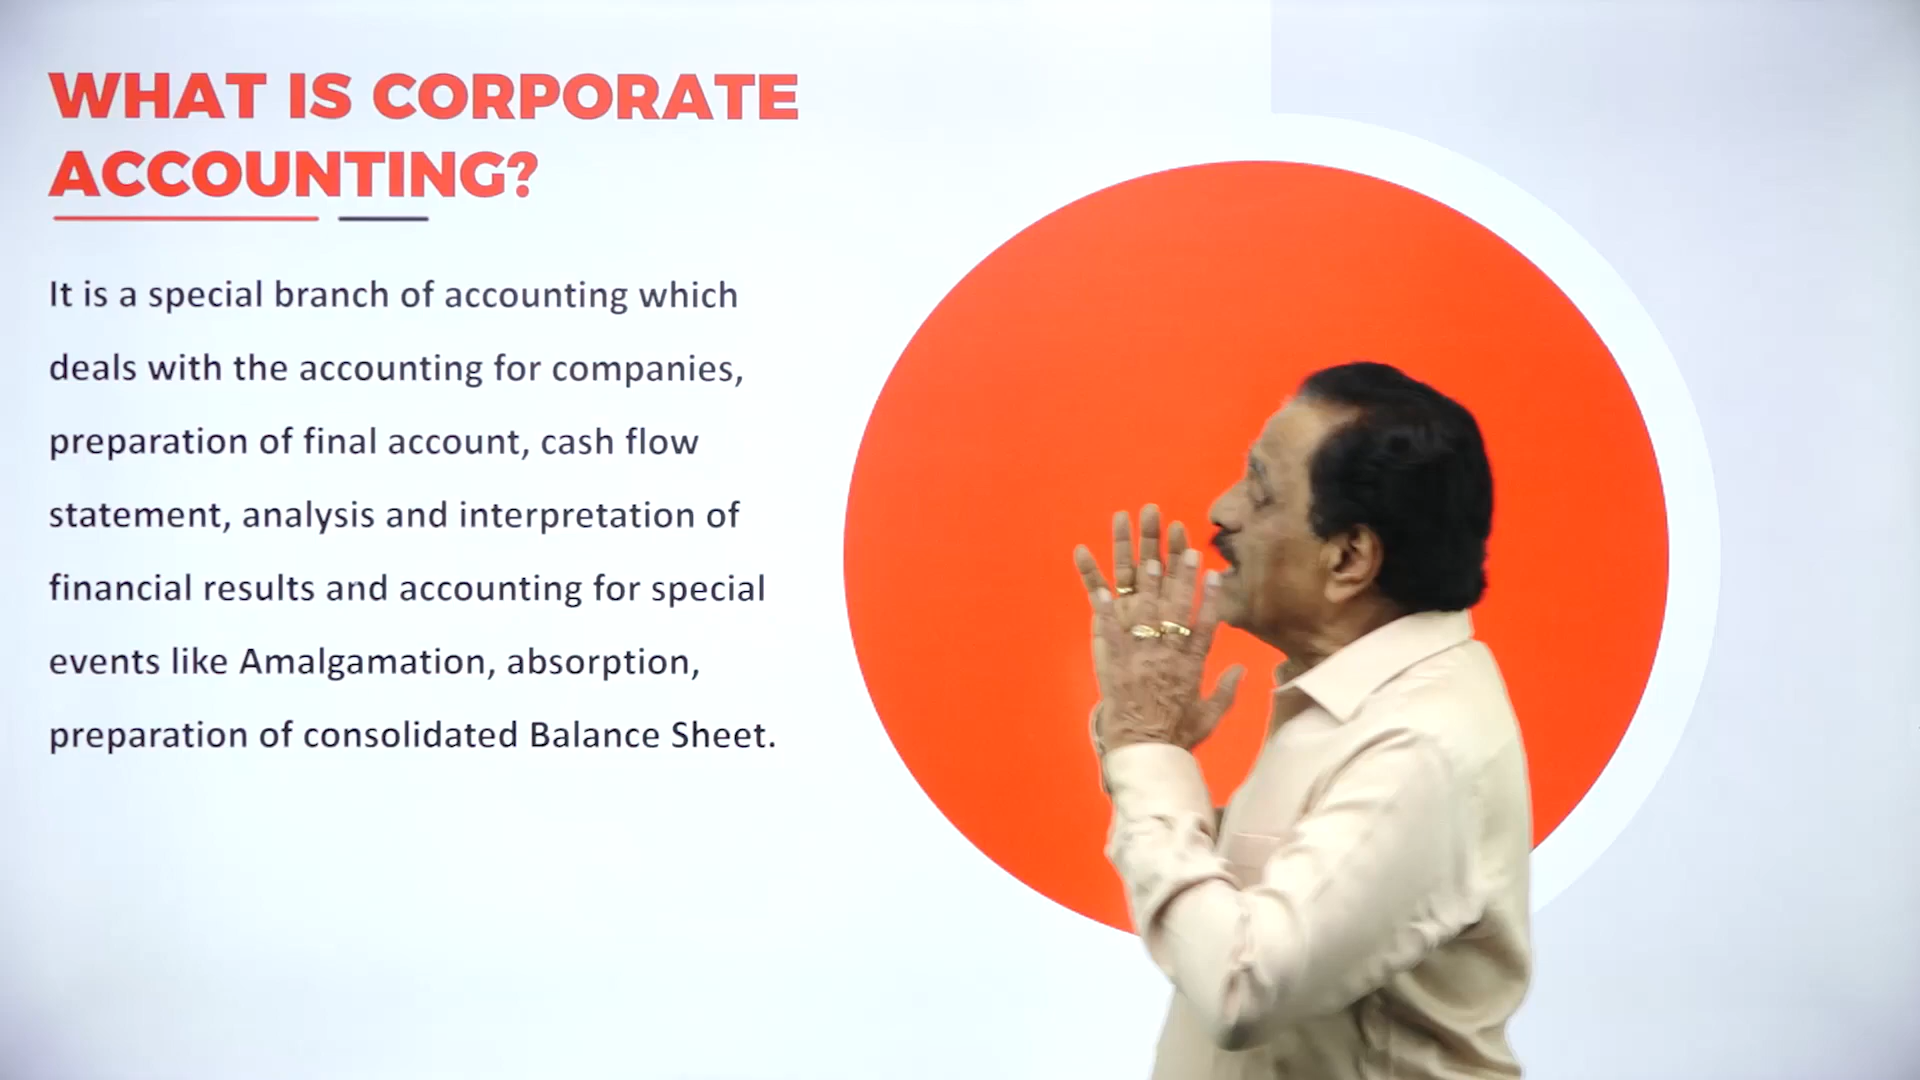 WHAT IS CORPORATE
ACCOUNTING?
It is a special branch of accounting which
deals with the accounting for companies,
preparation of final account, cash flow
statement, analysis and interpretation of
financial results and accounting for special
events like Amalgamation, absorption,
preparation of consolidated Balance Sheet.